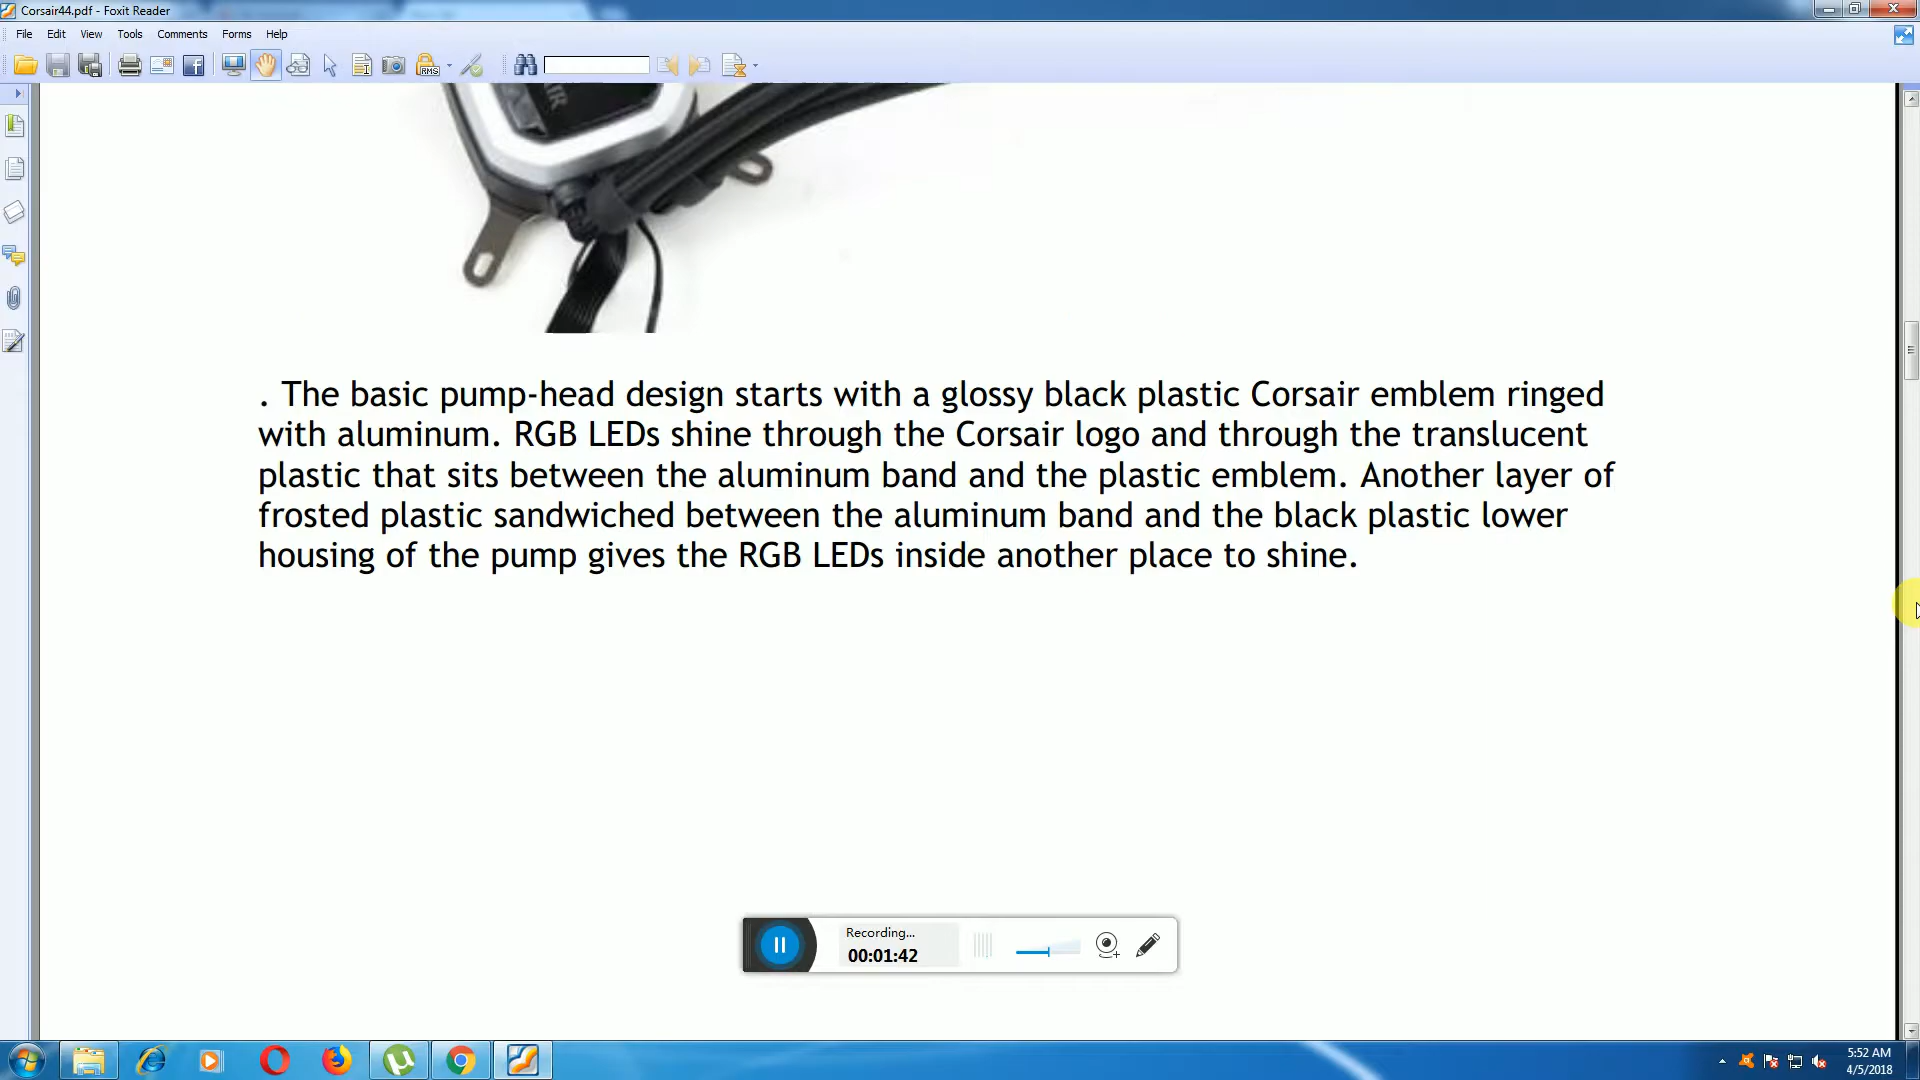 Corsair44.pdf - Foxit Reader
File Edit View Tools Comments Forms Help
RMS
AIR
. The basic pump-head design starts with a glossy black plastic Corsair emblem ringed
with aluminum. RGB LEDs shine through the Corsair logo and through the translucent
plastic that sits between the aluminum band and the plastic emblem. Another layer of
frosted plastic sandwiched between the aluminum band and the black plastic lower
housing of the pump gives the RGB LEDs inside another place to shine.
Recording...
00:01:42
5:52 AM
4/5/2018